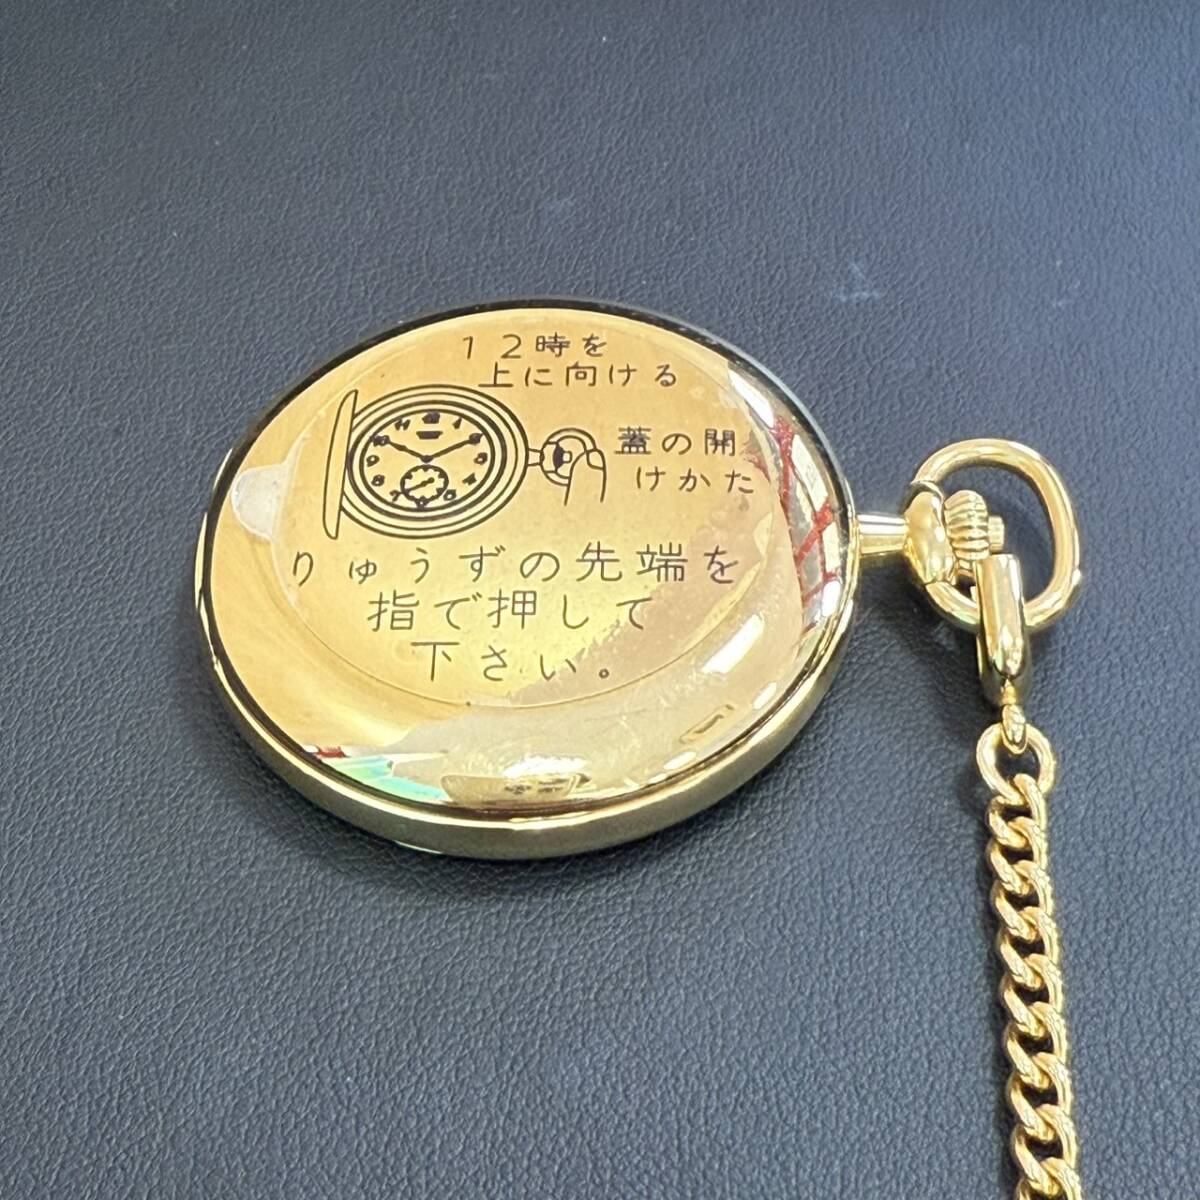 12時を
上に向ける
蓋の開
けかた
りゅうずの先端を
指で押して
下さい。